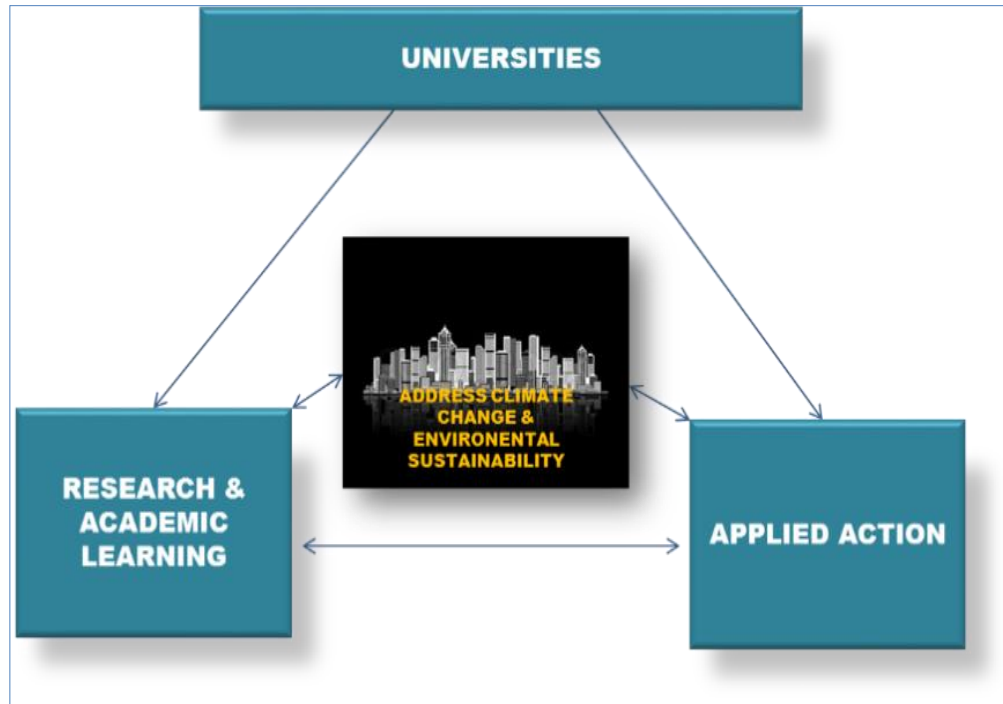 UNIVERSITIES
ADDRESS CLIMATE
CHANGE &
ENVIRONENTAL
SUSTAINABILITY
RESEARCH &
ACADEMIC
LEARNING
APPLIED ACTION